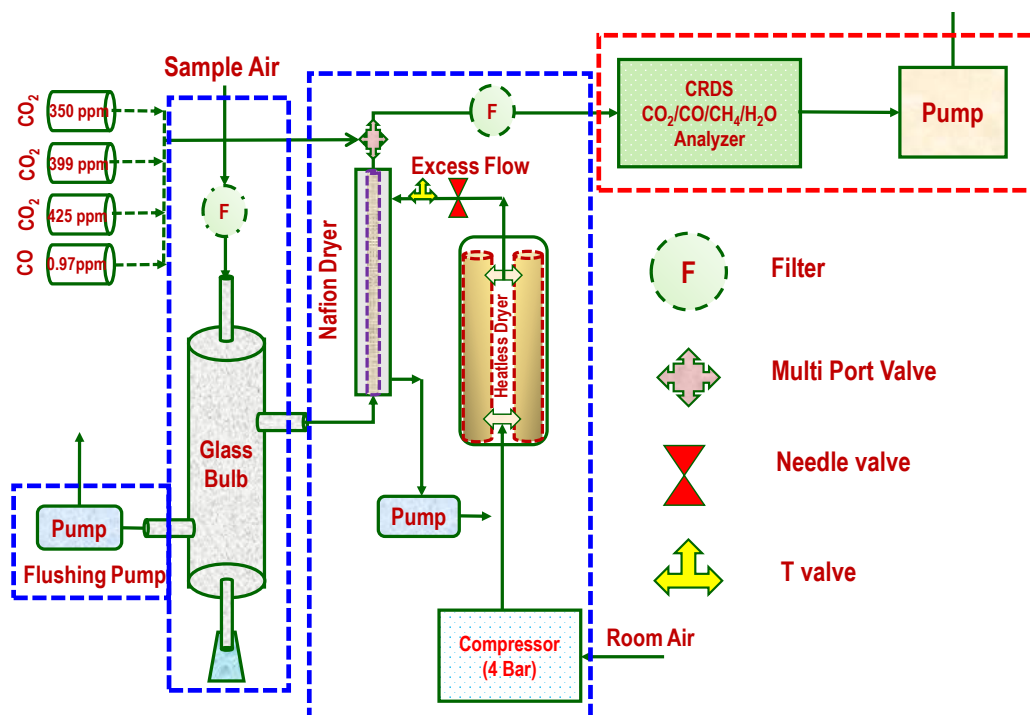 Sample Air
CO₂
350 ppm
CO₂
399 ppm
CO₂
425 ppm
CO
0.97ppm
F
F
CRDS
CO₂/CO/CH₄/H₂O
Analyzer
Pump
Excess Flow
Nafion Dryer
Heatless Dryer
Glass
Bulb
Pump
Flushing Pump
Pump
Compressor
(4 Bar)
Room Air
F
Filter
Multi Port Valve
Needle valve
T valve